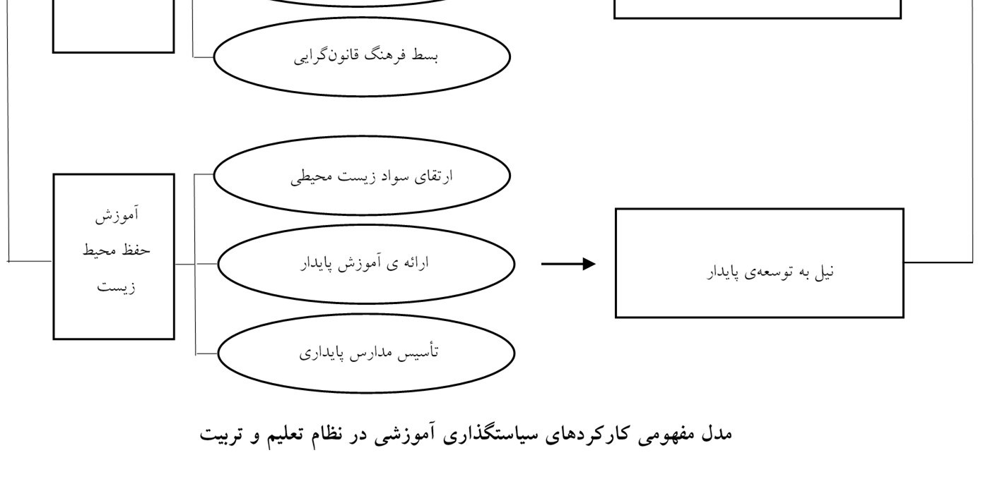 بسط فرهنگ قانون‌گرایی
ارتقای سواد زیست محیطی
آموزش
حفظ محیط
زیست
ارائه ی آموزش پایدار
نیل به توسعه‌ی پایدار
تأسیس مدارس پایداری
مدل مفهومی کارکردهای سیاستگذاری آموزشی در نظام تعلیم و تربیت